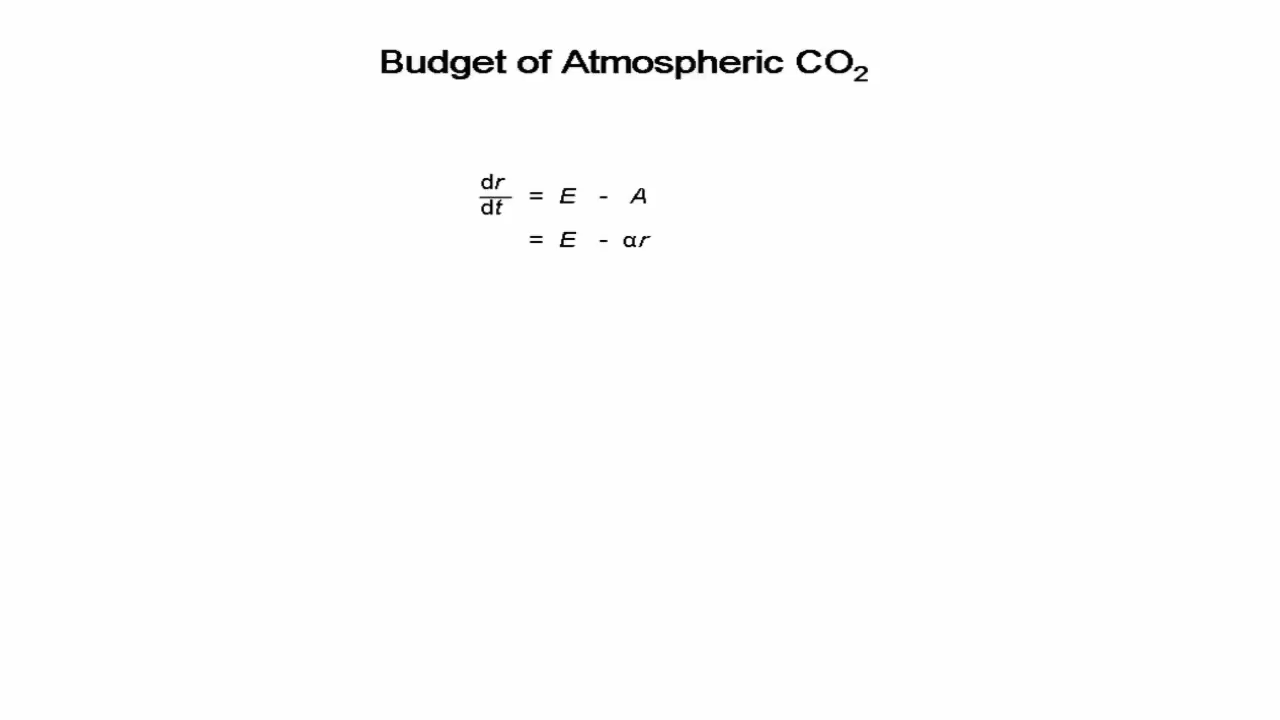 Budget of Atmospheric CO₂
dr/dt = E - A
= E - αr